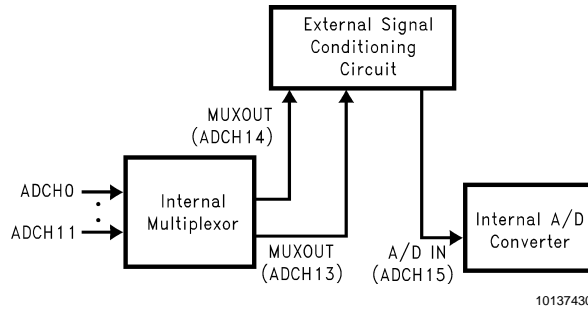 External Signal
Conditioning
Circuit
MUXOUT
(ADCH14)
ADCH0
ADCH11
Internal
Multiplexor
MUXOUT
(ADCH13)
A/D IN
(ADCH15)
Internal A/D
Converter
10137430